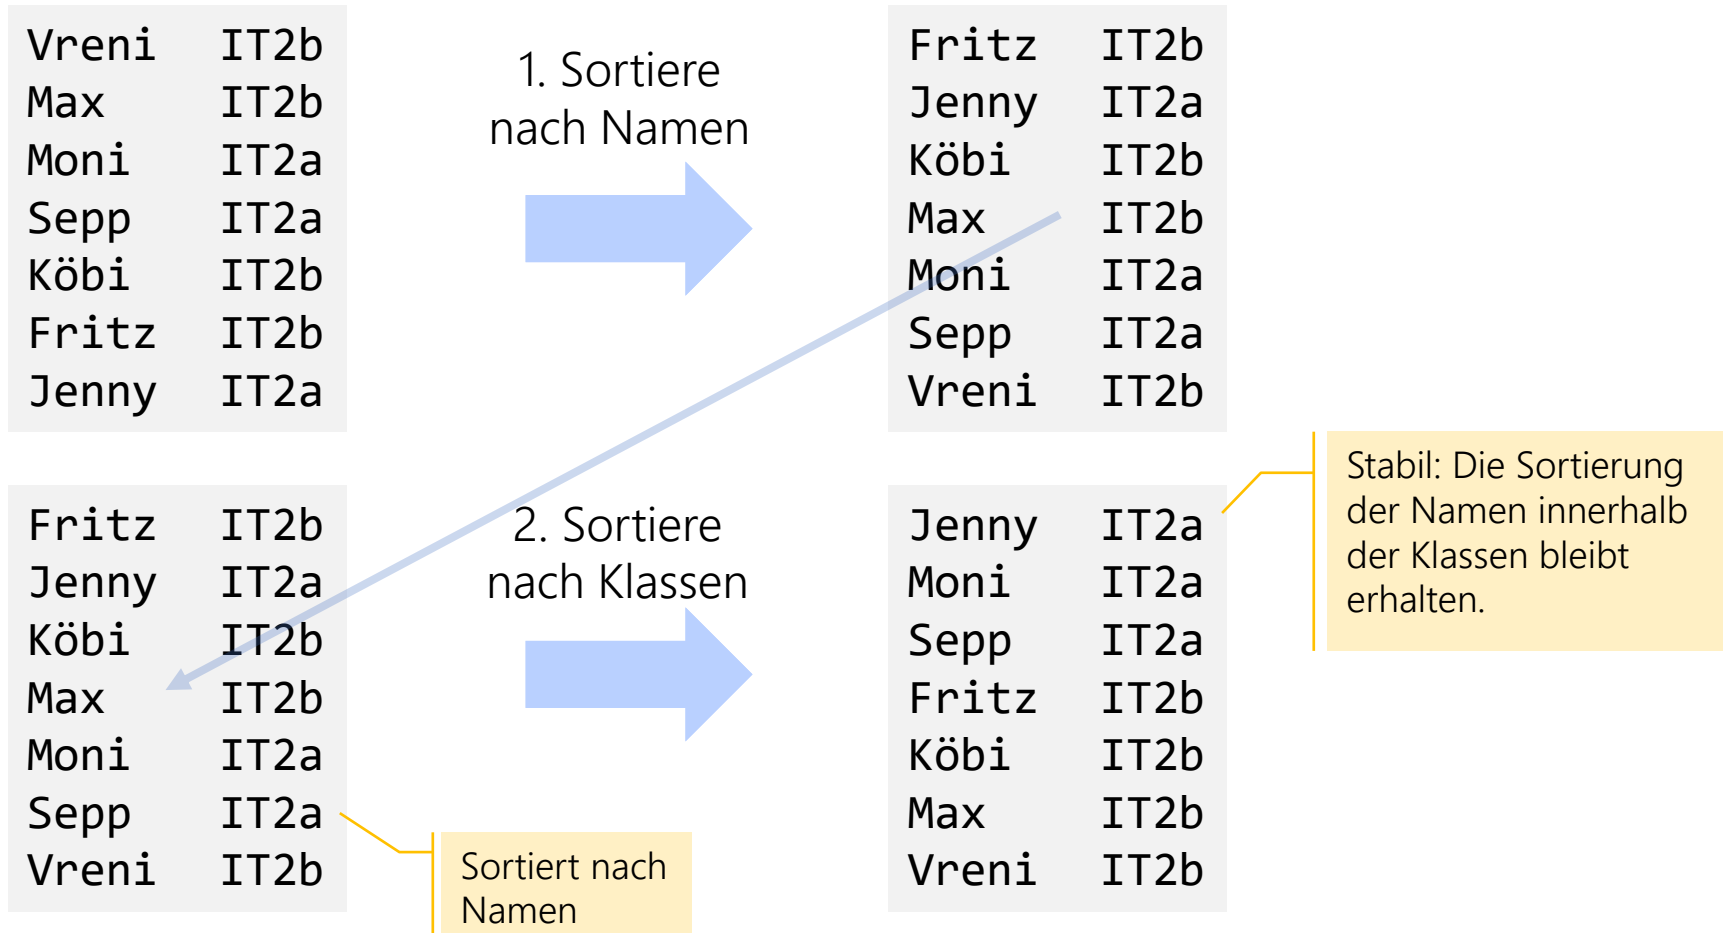 Vreni IT2b
Max IT2b
Moni IT2a
Sepp IT2a
Köbi IT2b
Fritz IT2b
Jenny IT2a
1. Sortiere
nach Namen
Fritz IT2b
Jenny IT2a
Köbi IT2b
Max IT2b
Moni IT2a
Sepp IT2a
Vreni IT2b
Fritz IT2b
Jenny IT2a
Köbi IT2b
Max IT2b
Moni IT2a
Sepp IT2a
Vreni IT2b
Sortiert nach
Namen
2. Sortiere
nach Klassen
Jenny IT2a
Moni IT2a
Sepp IT2a
Fritz IT2b
Köbi IT2b
Max IT2b
Vreni IT2b
Stabil: Die Sortierung
der Namen innerhalb
der Klassen bleibt
erhalten.